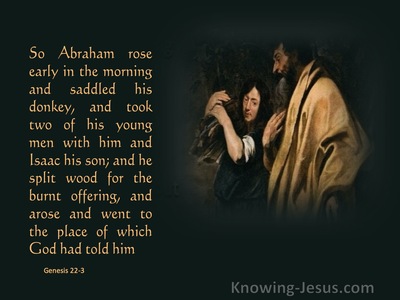 So Abraham rose
early in the morning
and saddled his
donkey, and took
two of his young
men with him and
Isaac his son; and he
split wood for the
burnt offering, and
arose and went to
the place of which
God had told him
Genesis 22-3
Knowing-Jesus.com